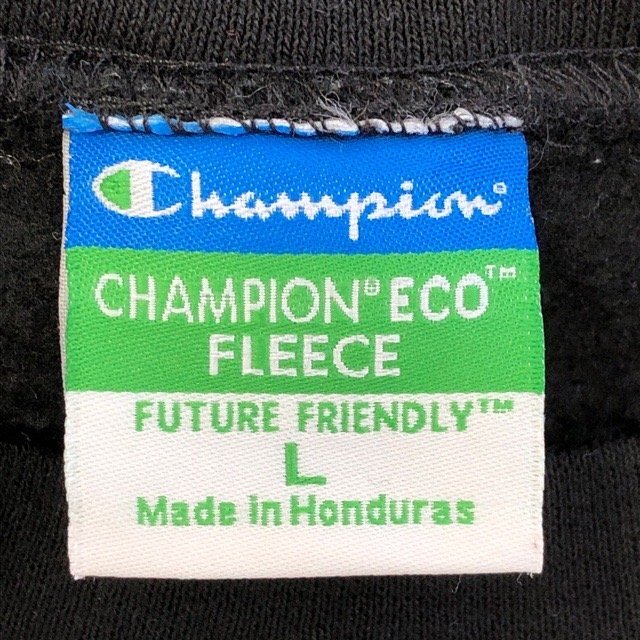 Champion®
CHAMPION® ECO™
FLEECE
FUTURE FRIENDLY™
L
Made in Honduras